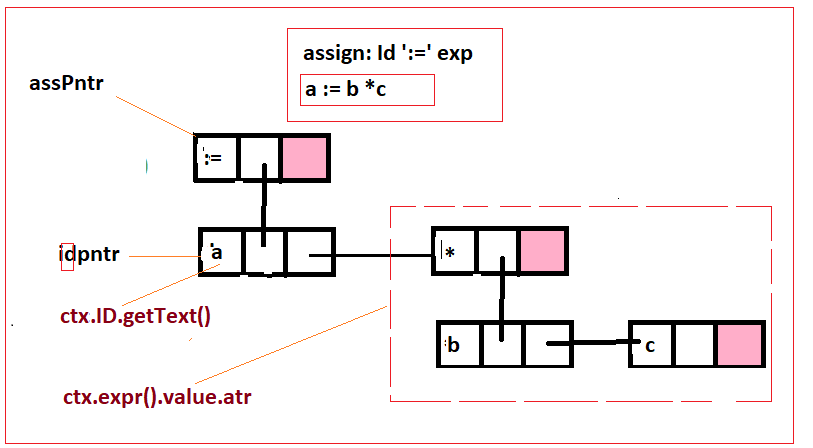 assign: Id ':=' exp
a := b *c
assPntr
:=
idpntr
a
*
ctx.ID.getText()
b
c
ctx.expr().value.atr